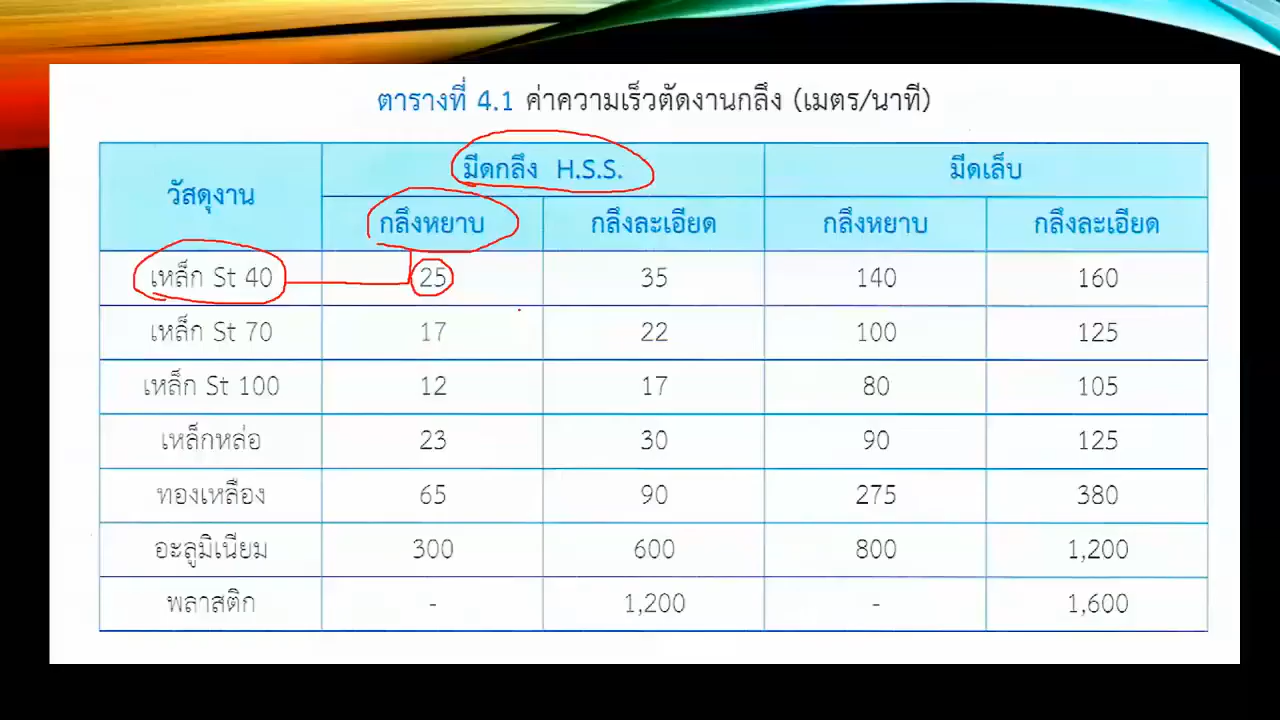 ตารางที่ 4.1 ค่าความเร็วตัดงานกลึง (เมตร/นาที)
วัสดุงาน มีดกลึง H.S.S. มีดเล็บ
กลึงหยาบ กลึงละเอียด กลึงหยาบ กลึงละเอียด
เหล็ก St 40 25 35 140 160
เหล็ก St 70 17 22 100 125
เหล็ก St 100 12 17 80 105
เหล็กหล่อ 23 30 90 125
ทองเหลือง 65 90 275 380
อะลูมิเนียม 300 600 800 1,200
พลาสติก - 1,200 - 1,600